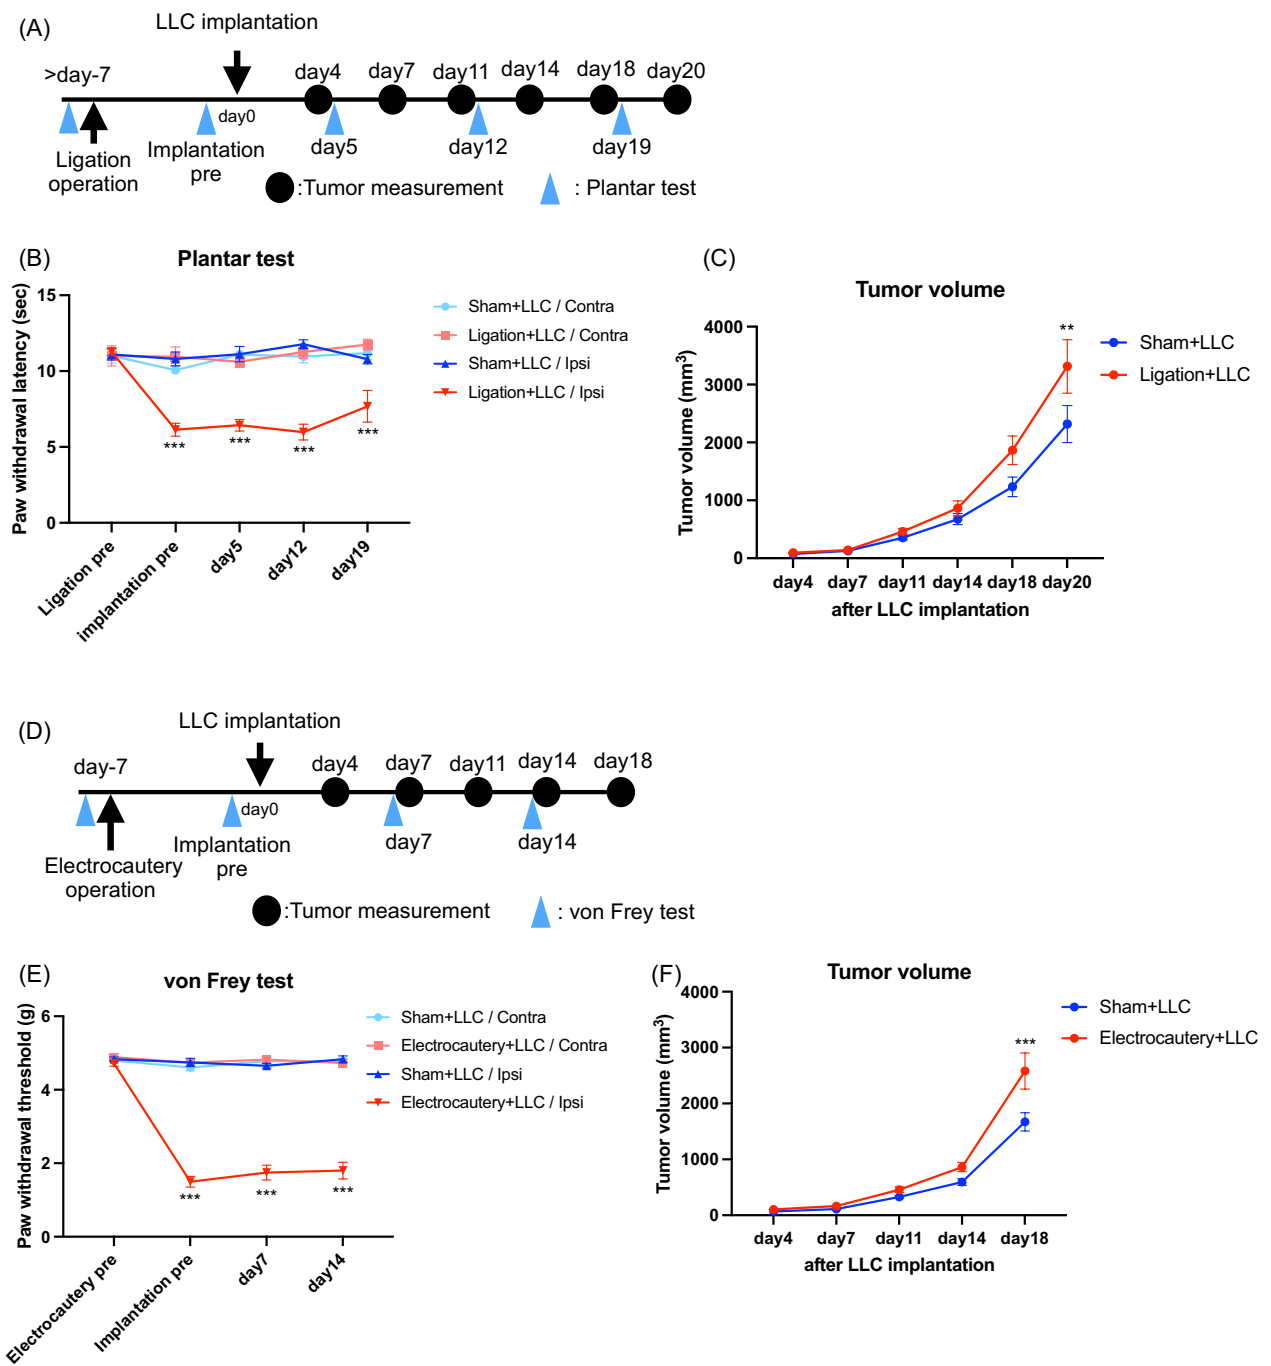 (A)
LLC implantation
>day-7
day4
day7
day11
day14
day18
day20
day0
Ligation
operation
Implantation
pre
day5
day12
day19
:Tumor measurement
: Plantar test
(B)
Plantar test
Paw withdrawal latency (sec)
15
10
5
0
***
***
***
***
Ligation pre
implantation pre
day5
day12
day19
Sham+LLC / Contra
Ligation+LLC / Contra
Sham+LLC / Ipsi
Ligation+LLC / Ipsi
(C)
Tumor volume
Tumor volume (mm³)
4000
3000
2000
1000
0
**
day4
day7
day11
day14
day18
day20
after LLC implantation
Sham+LLC
Ligation+LLC
(D)
LLC implantation
day-7
day4
day7
day11
day14
day18
day0
Electrocautery
operation
Implantation
pre
day7
day14
:Tumor measurement
: von Frey test
(E)
von Frey test
Paw withdrawal threshold (g)
6
4
2
0
***
***
***
Electrocautery pre
Implantation pre
day7
day14
Sham+LLC / Contra
Electrocautery+LLC / Contra
Sham+LLC / Ipsi
Electrocautery+LLC / Ipsi
(F)
Tumor volume
Tumor volume (mm³)
4000
3000
2000
1000
0
***
day4
day7
day11
day14
day18
after LLC implantation
Sham+LLC
Electrocautery+LLC